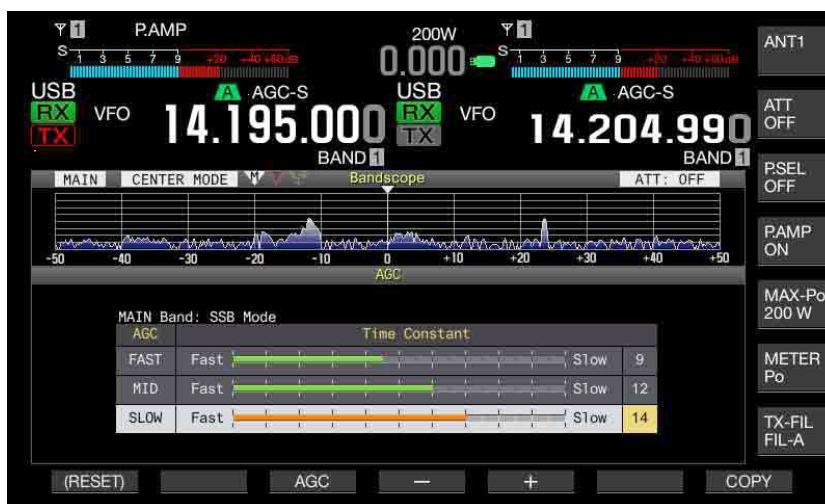 1 P.AMP 200W 1 ANT1
S 1 3 5 7 9 +20 +40 +60dB 0.000 S 1 3 5 7 9 +20 +40 +60dB
USB A AGC-S USB A AGC-S ATT
RX VFO 14.195.000 RX VFO 14.204.990 OFF
TX TX
BAND 1 BAND 1
MAIN CENTER MODE M Bandscope ATT: OFF P.SEL
OFF
P.AMP
ON
-50 -40 -30 -20 -10 0 +10 +20 +30 +40 +50
AGC
MAX-Po
200 W
MAIN Band: SSB Mode
AGC Time Constant
FAST Fast Slow 9
METER
Po
MID Fast Slow 12
SLOW Fast Slow 14
TX-FIL
FIL-A
(RESET) AGC − + COPY